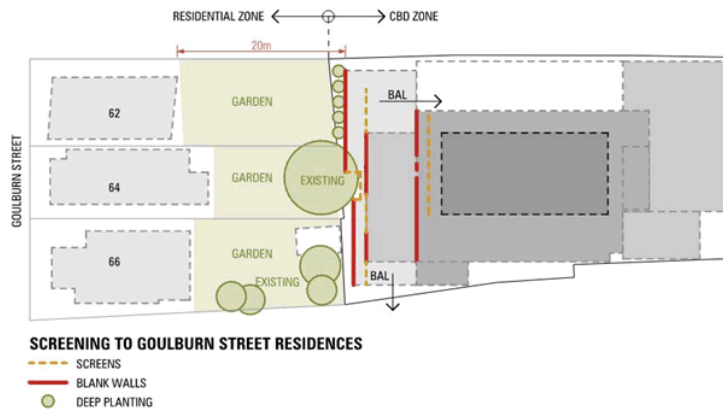 RESIDENTIAL ZONE
CBD ZONE
20m
62
GARDEN
BAL
GOULBURN STREET
64
GARDEN
EXISTING
66
GARDEN
EXISTING
BAL
SCREENING TO GOULBURN STREET RESIDENCES
SCREENS
BLANK WALLS
DEEP PLANTING